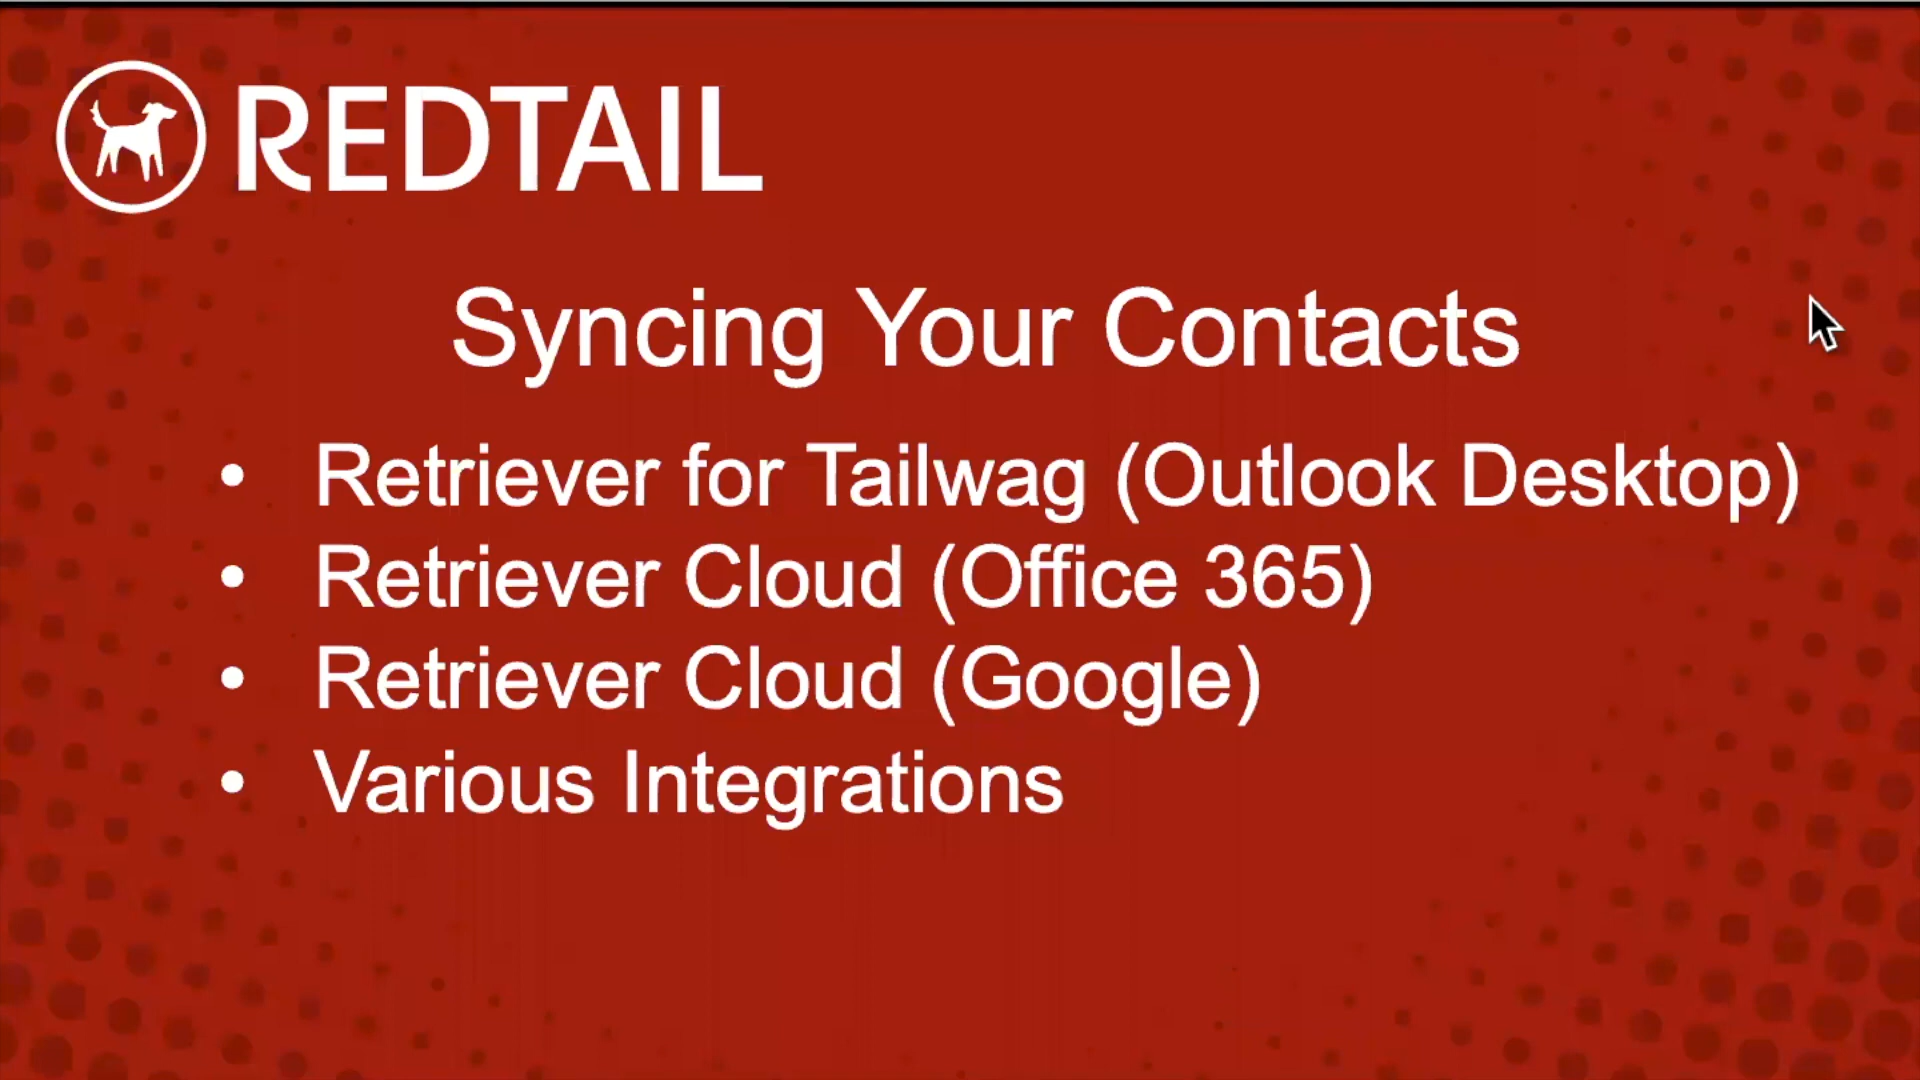 REDTAIL
Syncing Your Contacts
• Retriever for Tailwag (Outlook Desktop)
• Retriever Cloud (Office 365)
• Retriever Cloud (Google)
• Various Integrations